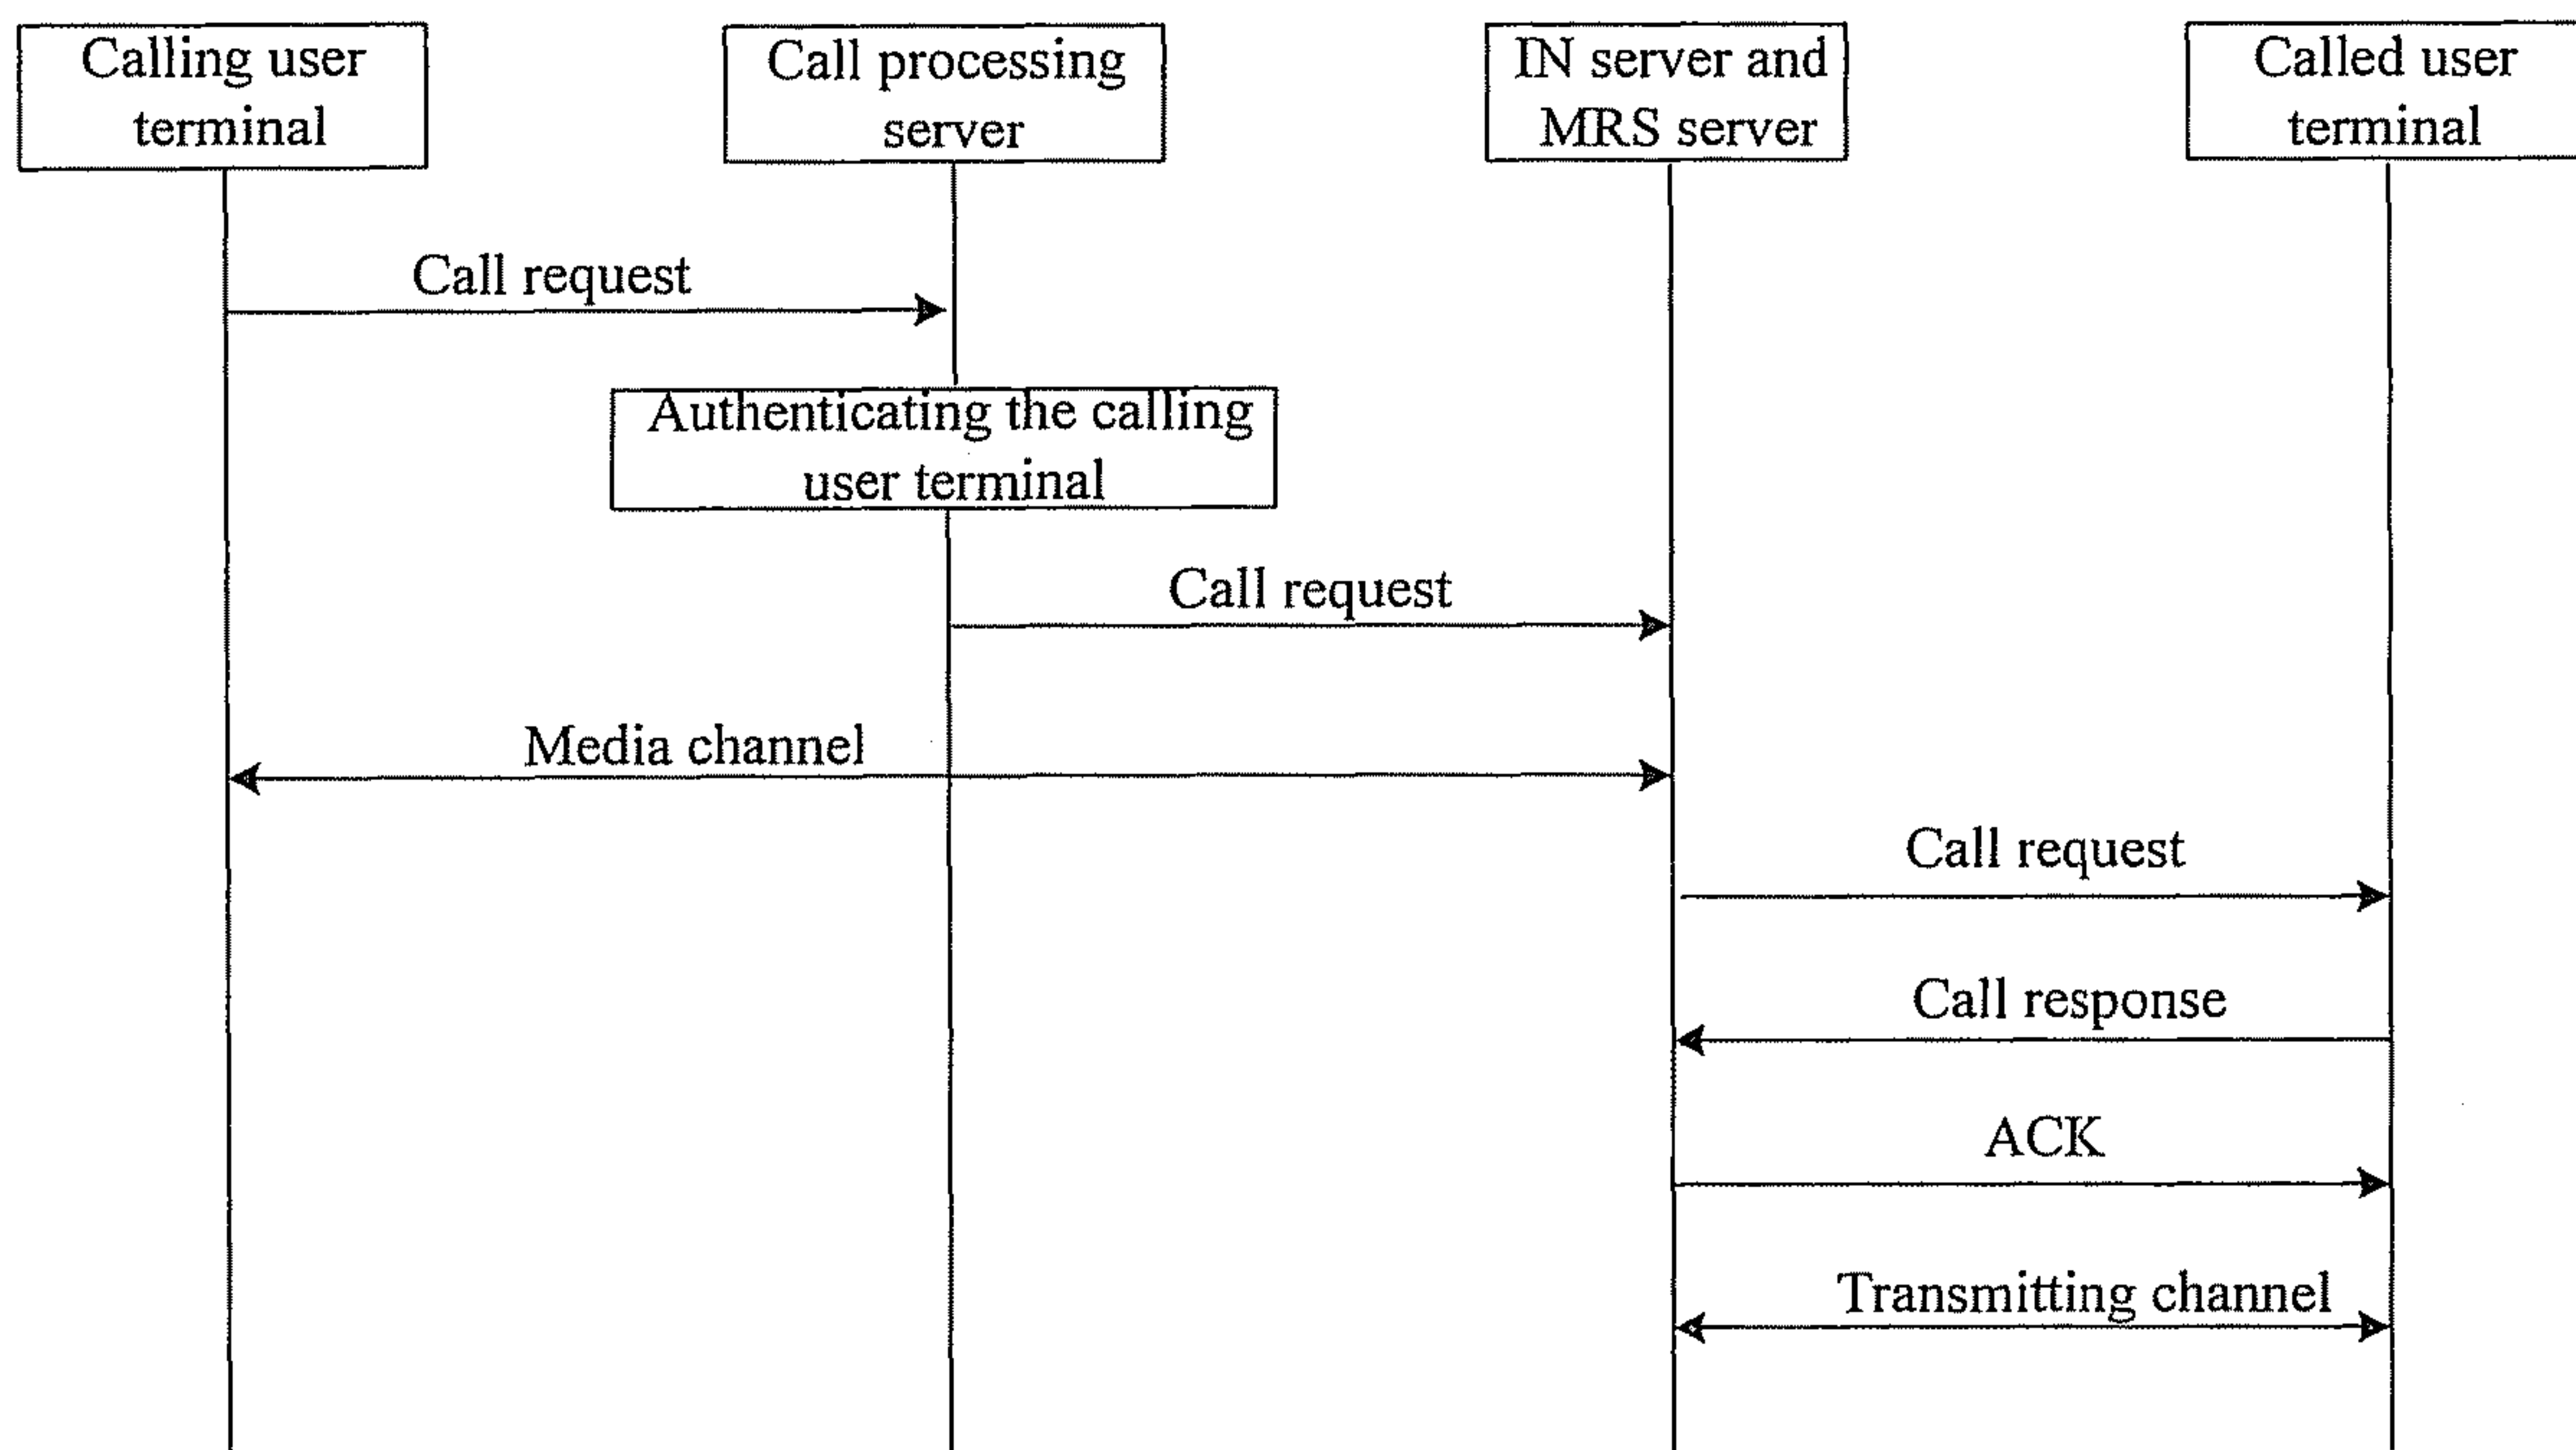 Calling user
terminal
Call processing
server
IN server and
MRS server
Called user
terminal
Call request
Authenticating the calling
user terminal
Call request
Media channel
Call request
Call response
ACK
Transmitting channel